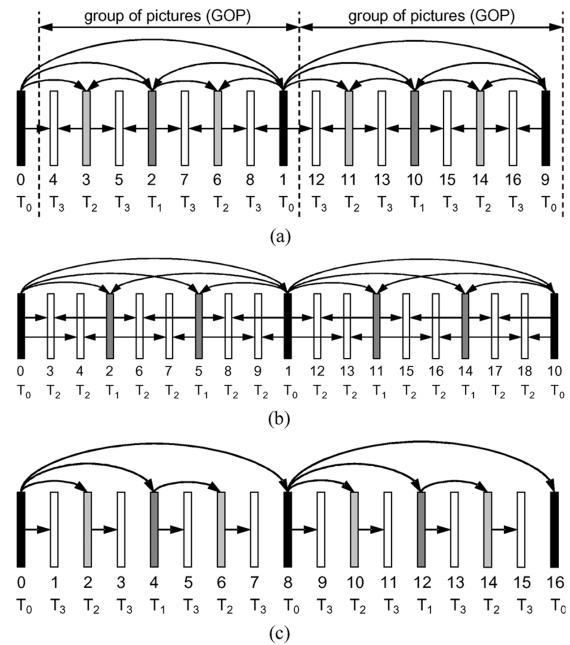 group of pictures (GOP) group of pictures (GOP)
0 4 3 5 2 7 6 8 1 12 11 13 10 15 14 16 9
T0 T3 T2 T3 T1 T3 T2 T3 T0 T3 T2 T3 T1 T3 T2 T3 T0
(a)
0 3 4 2 6 7 5 8 9 1 12 13 11 15 16 14 17 18 10
T0 T2 T2 T1 T2 T2 T1 T2 T2 T0 T2 T2 T1 T2 T2 T1 T2 T2 T0
(b)
0 1 2 3 4 5 6 7 8 9 10 11 12 13 14 15 16
T0 T3 T2 T3 T1 T3 T2 T3 T0 T3 T2 T3 T1 T3 T2 T3 T0
(c)